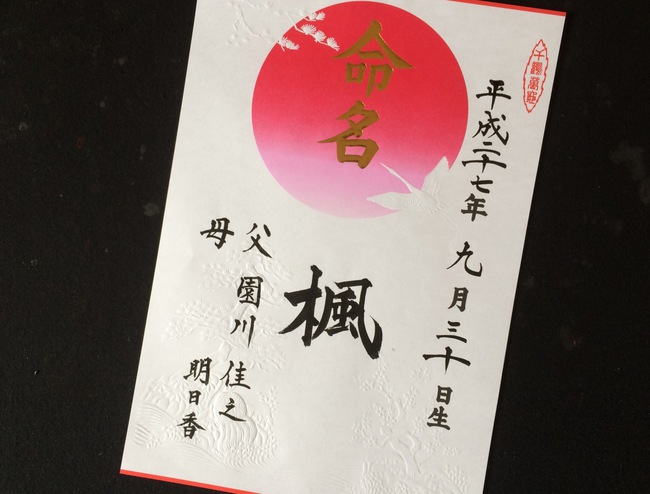 命名
平成二十七年 九月三十日生
楓
父 園川 佳之
母 明日香